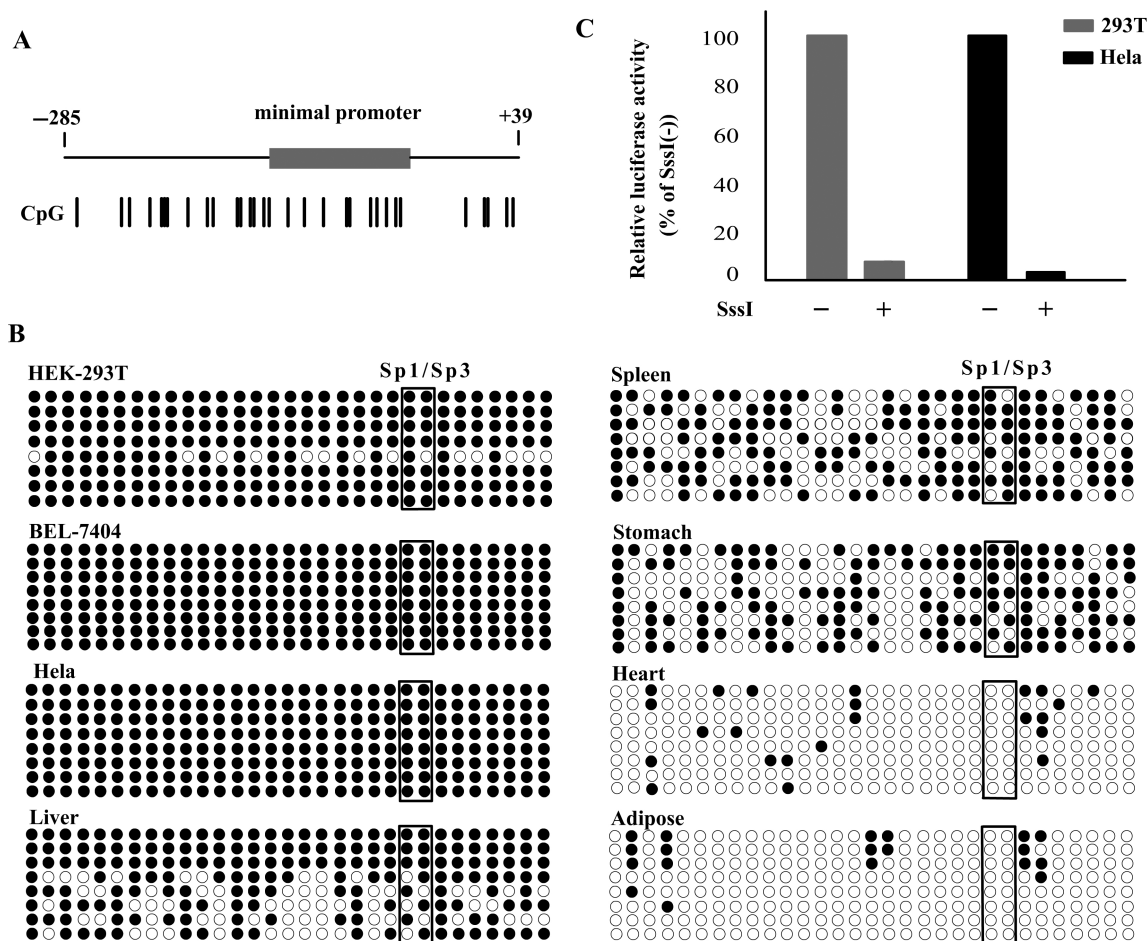 A
−285
minimal promoter
+39
CpG
C
Relative luciferase activity
(% of SssI(-))
100
80
60
40
20
0
293T
Hela
SssI
−
+
−
+
B
HEK-293T
Sp1/Sp3
BEL-7404
Hela
Liver
Spleen
Sp1/Sp3
Stomach
Heart
Adipose